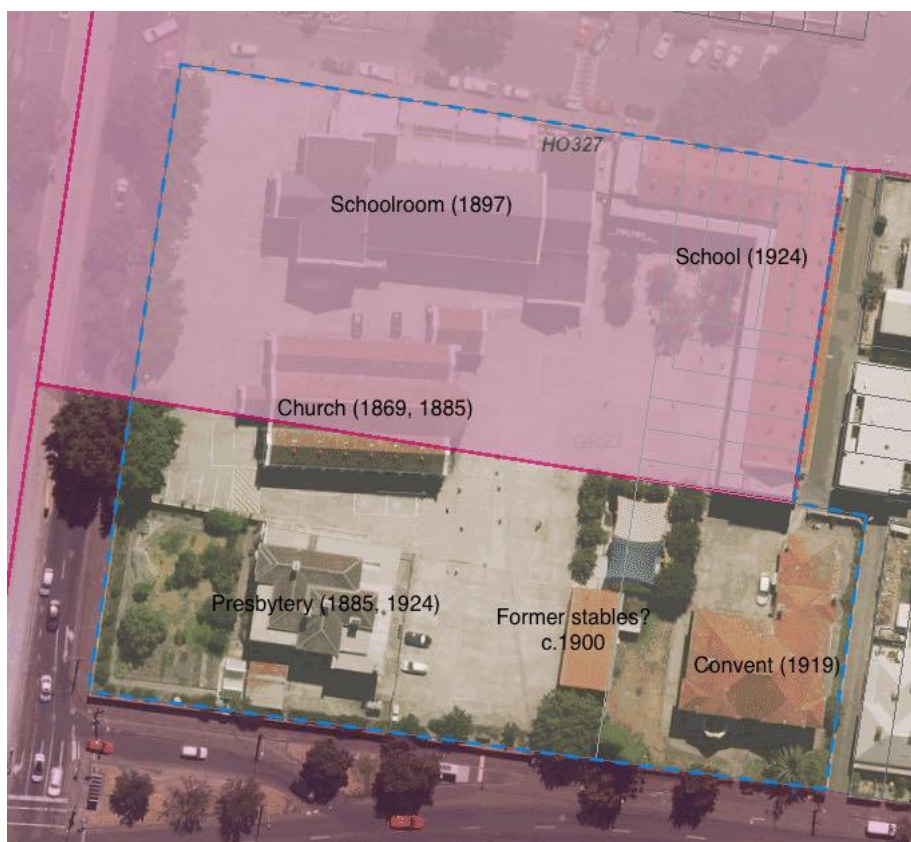 HO327
Schoolroom (1897)
School (1924)
Church (1869, 1885)
Presbytery (1885, 1924)
Former stables?
c.1900
Convent (1919)